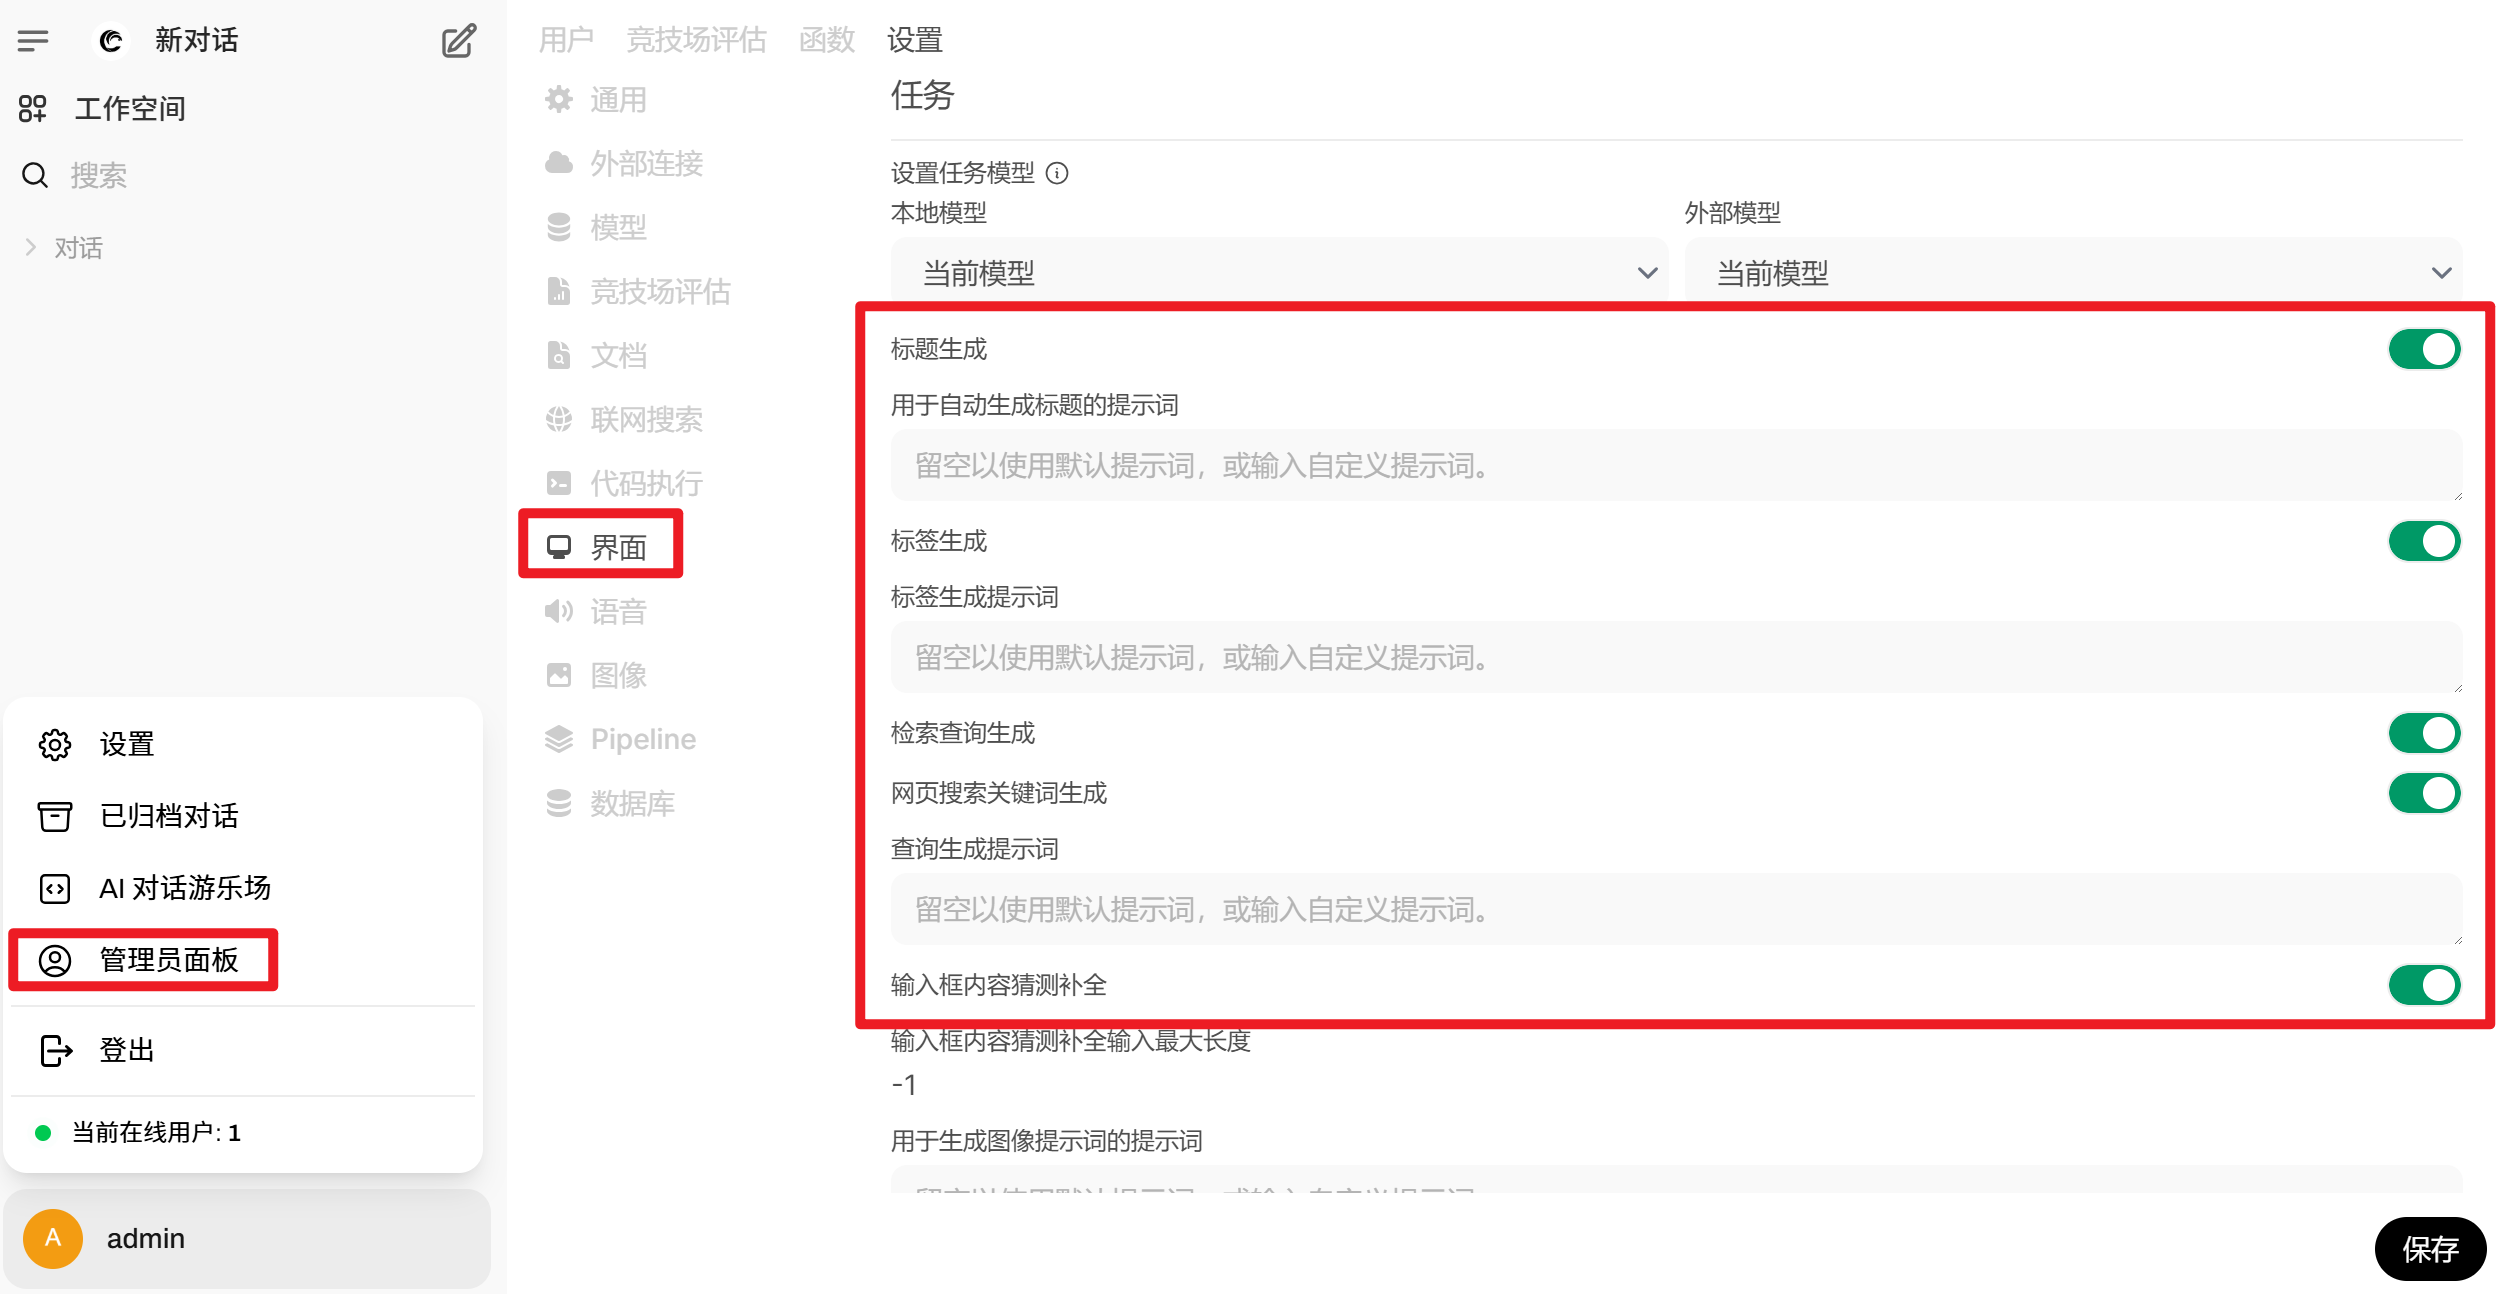 新对话
工作空间
搜索
对话
设置
已归档对话
AI 对话游乐场
管理员面板
登出
当前在线用户: 1
A
admin
用户 竞技场评估 函数 设置
通用
外部连接
模型
竞技场评估
文档
联网搜索
代码执行
界面
语音
图像
Pipeline
数据库
任务
设置任务模型
本地模型 外部模型
当前模型 当前模型
标题生成
用于自动生成标题的提示词
留空以使用默认提示词，或输入自定义提示词。
标签生成
标签生成提示词
留空以使用默认提示词，或输入自定义提示词。
检索查询生成
网页搜索关键词生成
查询生成提示词
留空以使用默认提示词，或输入自定义提示词。
输入框内容猜测补全
输入框内容猜测补全输入最大长度
-1
用于生成图像提示词的提示词
保存